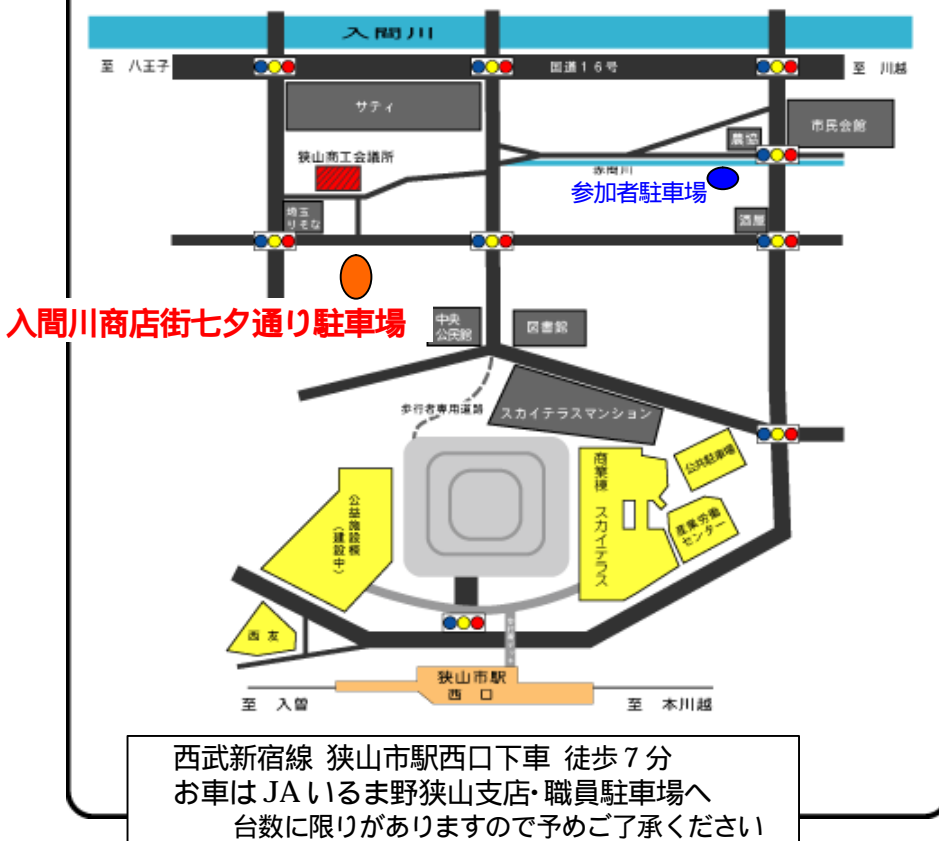 入間川
至 八王子
国道16号
至 川越
サティ
市民会館
農協
狭山商工会議所
赤間川
参加者駐車場
埼玉
りそな
酒屋
入間川商店街七夕通り駐車場
中央
公民館
図書館
歩行者専用道路
スカイテラスマンション
商業棟 スカイテラス
公共駐車場
公益施設棟
(建設中)
産業労働
センター
西友
狭山市駅
西 口
至 入曽
至 本川越
西武新宿線 狭山市駅西口下車 徒歩7分
お車はJAいるま野狭山支店・職員駐車場へ
台数に限りがありますので予めご了承ください